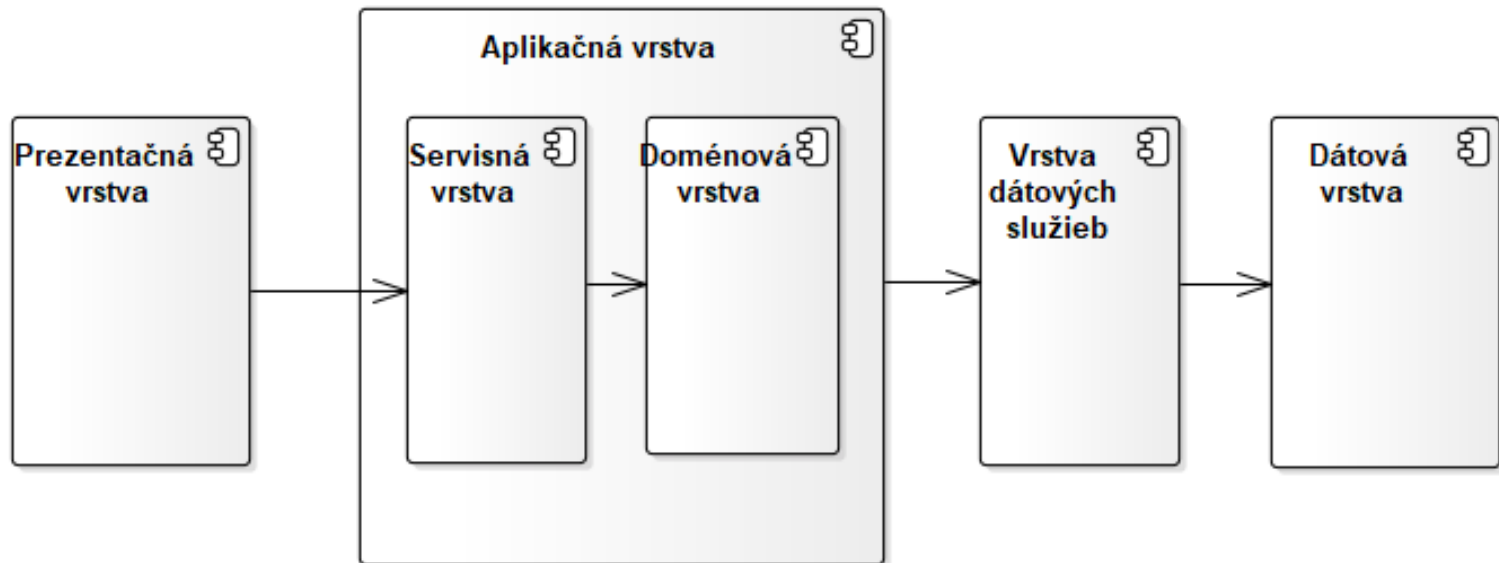 Aplikačná vrstva
Prezentačná
vrstva
Servisná
vrstva
Doménová
vrstva
Vrstva
dátových
služieb
Dátová
vrstva